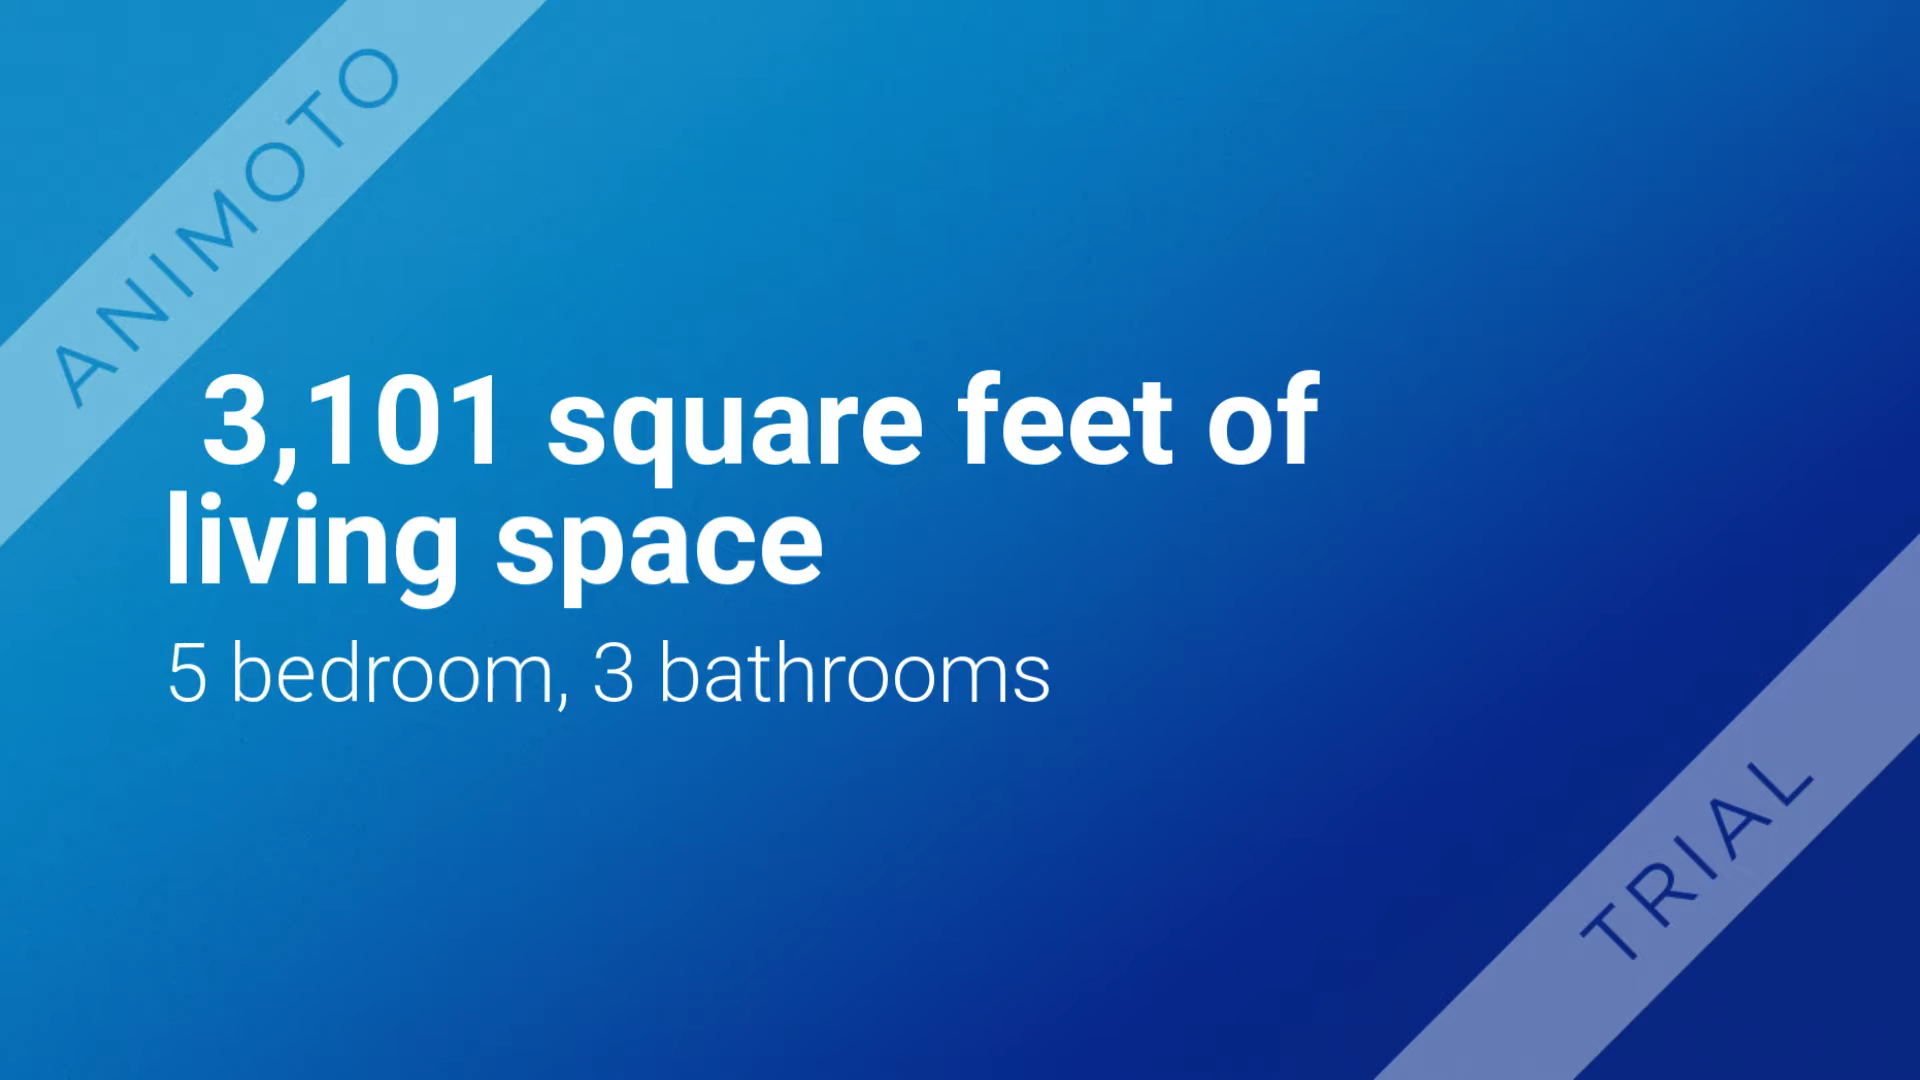 ANIMOTO
3,101 square feet of
living space
5 bedroom, 3 bathrooms
TRIAL